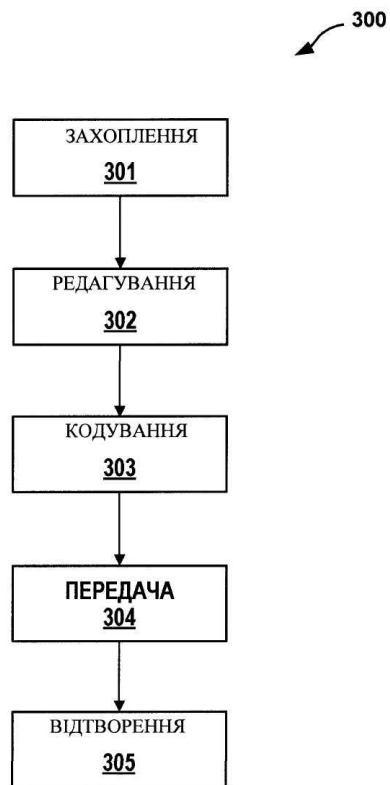 300
ЗАХОПЛЕННЯ
301
РЕДАГУВАННЯ
302
КОДУВАННЯ
303
ПЕРЕДАЧА
304
ВІДТВОРЕННЯ
305